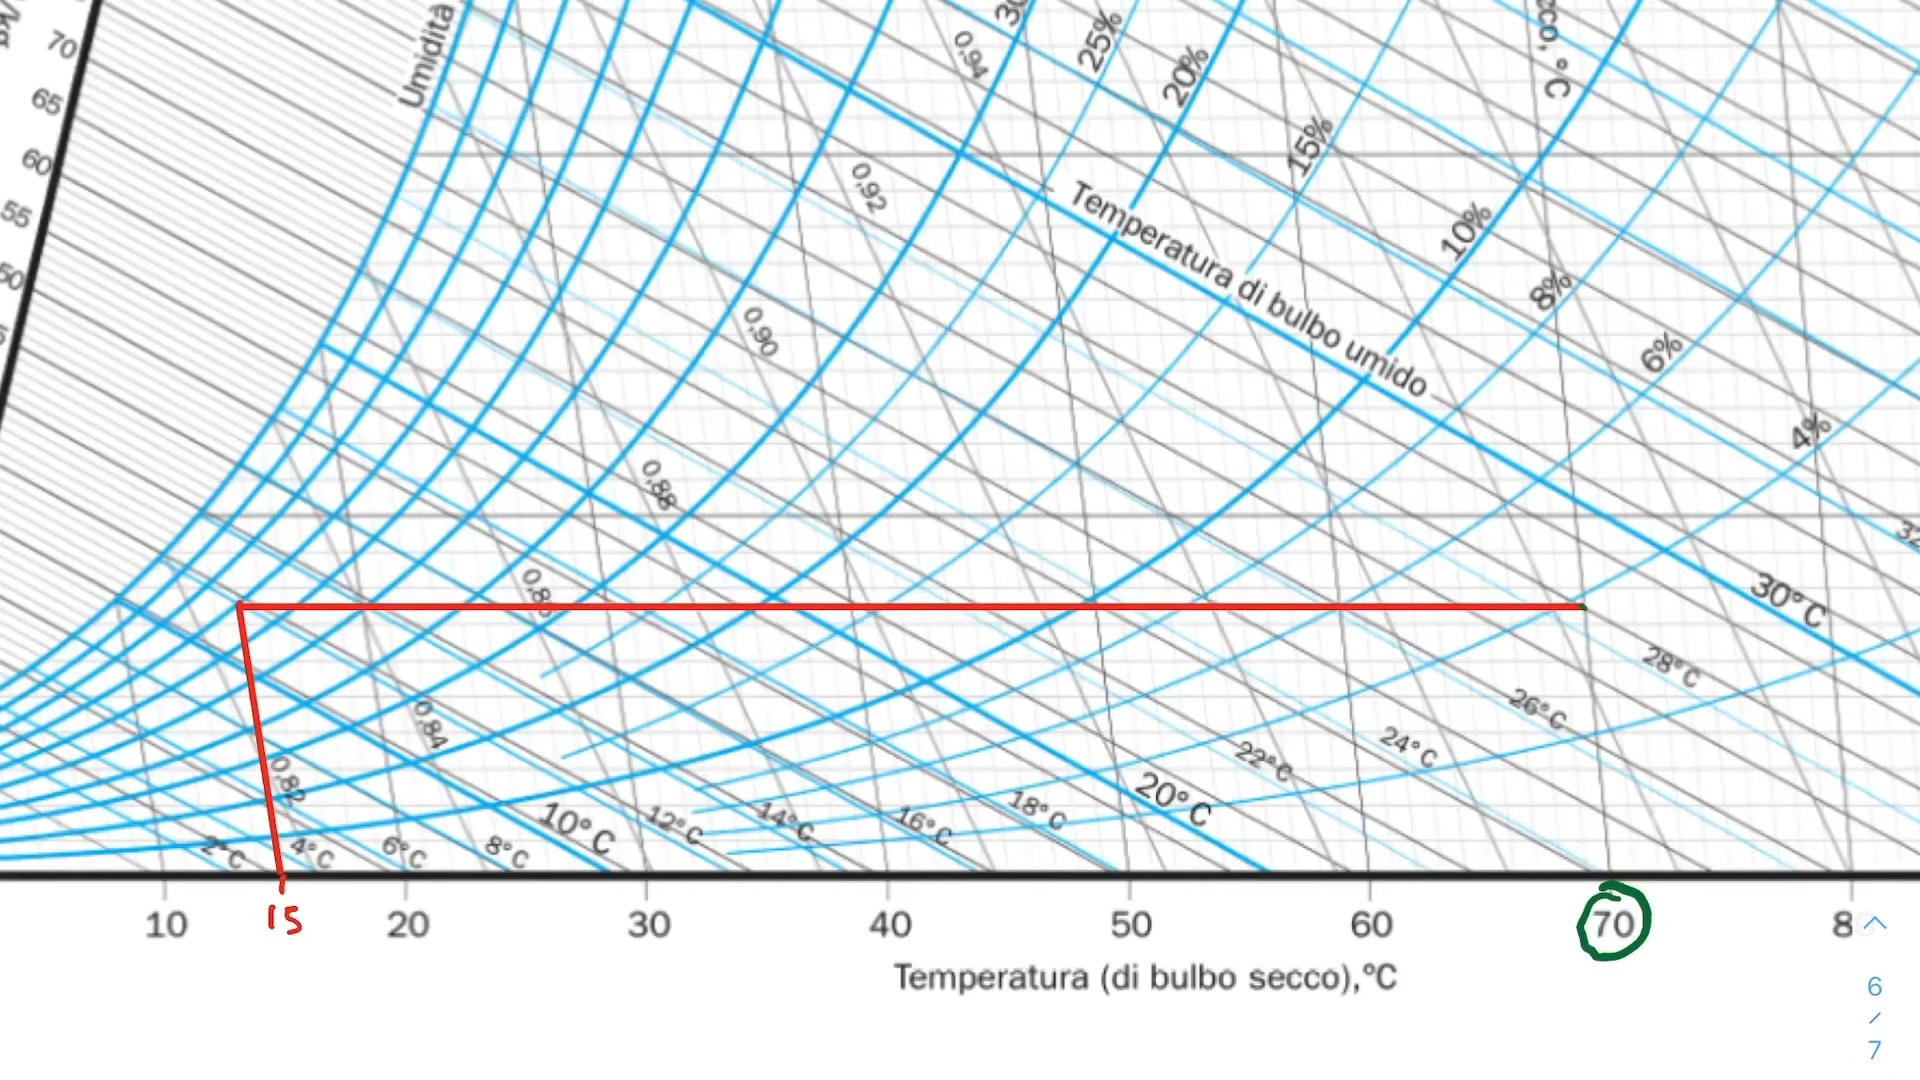 70
65
60
55
50
Umidità
0,94
30
25%
20%
15%
10%
8%
6%
4%
cco, °C
0,92
0,90
0,88
0,84
0,82
Temperatura di bulbo umido
32
30°C
28°C
26°C
24°C
22°C
20°C
18°C
16°C
14°C
12°C
10°C
8°C
6°C
4°C
2°C
15
10 20 30 40 50 60 70 8
Temperatura (di bulbo secco),°C
6
/
7